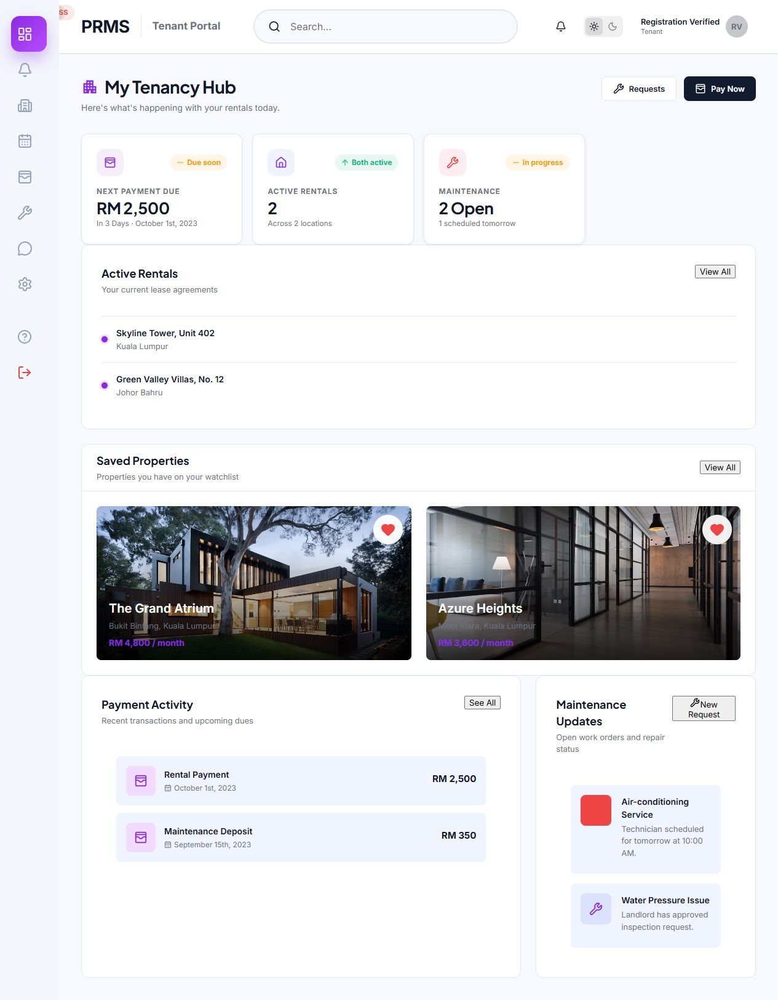 SS
PRMS
Tenant Portal
Search...
Registration Verified
Tenant
RV
My Tenancy Hub
Here's what's happening with your rentals today.
Requests
Pay Now
Due soon
NEXT PAYMENT DUE
RM 2,500
In 3 Days · October 1st, 2023
Both active
ACTIVE RENTALS
2
Across 2 locations
In progress
MAINTENANCE
2 Open
1 scheduled tomorrow
Active Rentals
Your current lease agreements
View All
Skyline Tower, Unit 402
Kuala Lumpur
Green Valley Villas, No. 12
Johor Bahru
Saved Properties
Properties you have on your watchlist
View All
The Grand Atrium
Bukit Bintang, Kuala Lumpur
RM 4,800 / month
Azure Heights
Mont Kiara, Kuala Lumpur
RM 3,600 / month
Payment Activity
Recent transactions and upcoming dues
See All
Rental Payment
October 1st, 2023
RM 2,500
Maintenance Deposit
September 15th, 2023
RM 350
Maintenance
Updates
Open work orders and repair
status
New
Request
Air-conditioning
Service
Technician scheduled
for tomorrow at 10:00
AM.
Water Pressure Issue
Landlord has approved
inspection request.